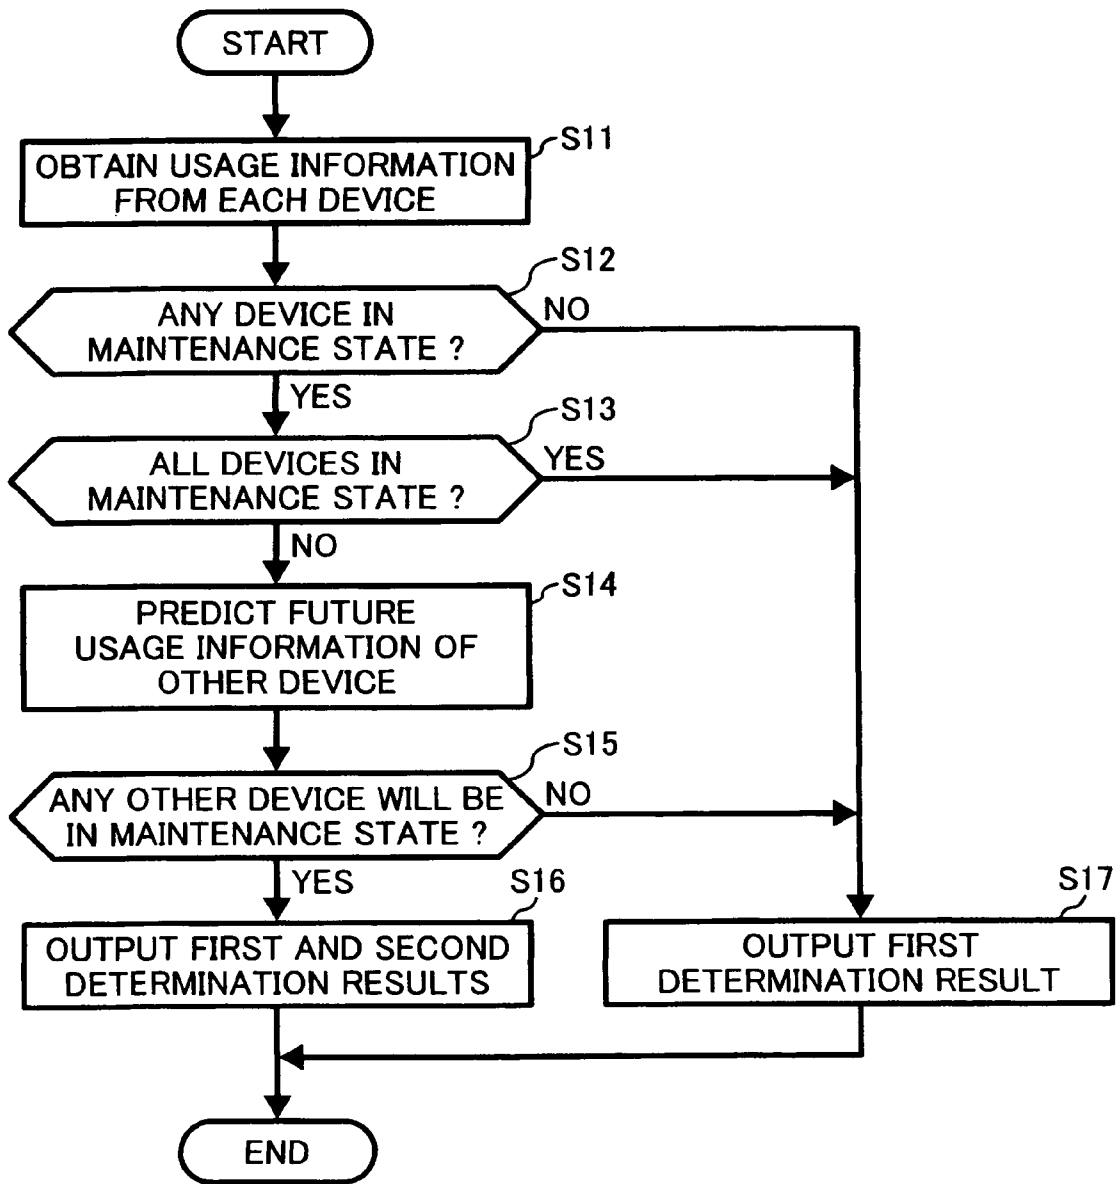 START
S11
OBTAIN USAGE INFORMATION
FROM EACH DEVICE
S12
ANY DEVICE IN
MAINTENANCE STATE ?
NO
YES
S13
ALL DEVICES IN
MAINTENANCE STATE ?
YES
NO
S14
PREDICT FUTURE
USAGE INFORMATION OF
OTHER DEVICE
S15
ANY OTHER DEVICE WILL BE
IN MAINTENANCE STATE ?
NO
YES
S16
OUTPUT FIRST AND SECOND
DETERMINATION RESULTS
S17
OUTPUT FIRST
DETERMINATION RESULT
END